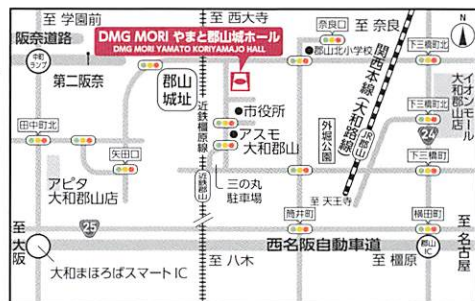 至 学園前
至 西大寺
至 奈良
N
阪奈道路
DMG MORI やまと郡山城ホール
DMG MORI YAMATO KORIYAMAJO HALL
奈良口
郡山北小学校
下三橋町北
中町
ランプ
第二阪奈
郡山
城址
近鉄橿原線
関西本線(大和路線)
イオンモール
大和郡山店
市役所
アスモ
大和郡山
外堀公園
JR郡山
下三橋町北
24
田中町北
矢田口
アピタ
大和郡山店
近鉄郡山
三の丸
駐車場
下三橋町
至 天王寺
筒井町
横田町
25
至 大阪
西名阪自動車道
郡山
IC
至 名古屋
大和まほろばスマートIC
至 八木
至 橿原